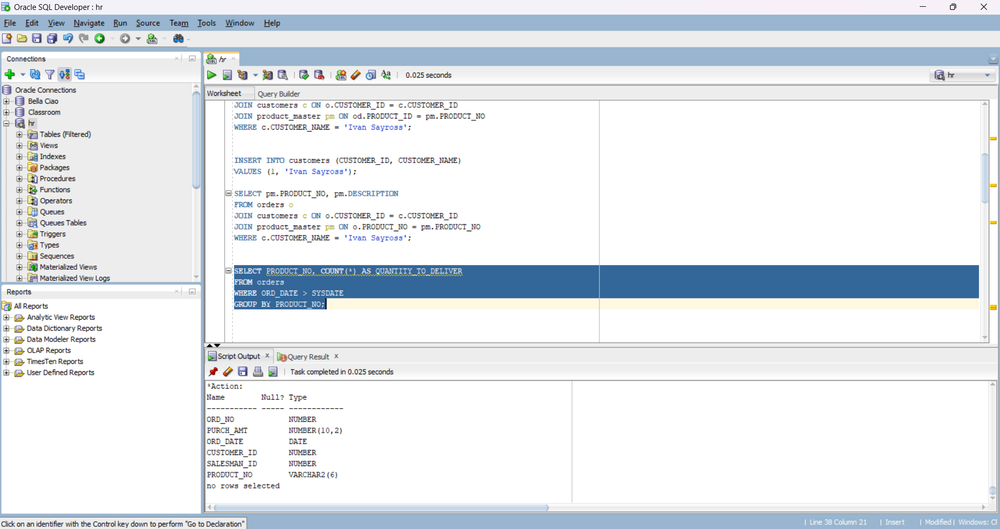 Oracle SQL Developer : hr
File Edit View Navigate Run Source Team Tools Window Help
Connections
Oracle Connections
Bella Ciao
Classroom
hr
Tables (Filtered)
Views
Indexes
Packages
Procedures
Functions
Operators
Queues
Queues Tables
Triggers
Types
Sequences
Materialized Views
Materialized View Logs
Reports
All Reports
Analytic View Reports
Data Dictionary Reports
Data Modeler Reports
OLAP Reports
TimesTen Reports
User Defined Reports
hr
0.025 seconds
hr
Worksheet Query Builder
JOIN customers c ON o.CUSTOMER_ID = c.CUSTOMER_ID
JOIN product_master pm ON od.PRODUCT_ID = pm.PRODUCT_NO
WHERE c.CUSTOMER_NAME = 'Ivan Sayross';
INSERT INTO customers (CUSTOMER_ID, CUSTOMER_NAME)
VALUES (1, 'Ivan Sayross');
SELECT pm.PRODUCT_NO, pm.DESCRIPTION
FROM orders o
JOIN customers c ON o.CUSTOMER_ID = c.CUSTOMER_ID
JOIN product_master pm ON o.PRODUCT_NO = pm.PRODUCT_NO
WHERE c.CUSTOMER_NAME = 'Ivan Sayross';
SELECT PRODUCT_NO, COUNT(*) AS QUANTITY_TO_DELIVER
FROM orders
WHERE ORD_DATE > SYSDATE
GROUP BY PRODUCT_NO;
Script Output Query Result
Task completed in 0.025 seconds
*Action:
Name Null? Type
----------- ----- ------------
ORD_NO NUMBER
PURCH_AMT NUMBER(10,2)
ORD_DATE DATE
CUSTOMER_ID NUMBER
SALESMAN_ID NUMBER
PRODUCT_NO VARCHAR2(6)
no rows selected
Click on an identifier with the Control key down to perform "Go to Declaration"
| Line 38 Column 21 | Insert | Modified | Windows: